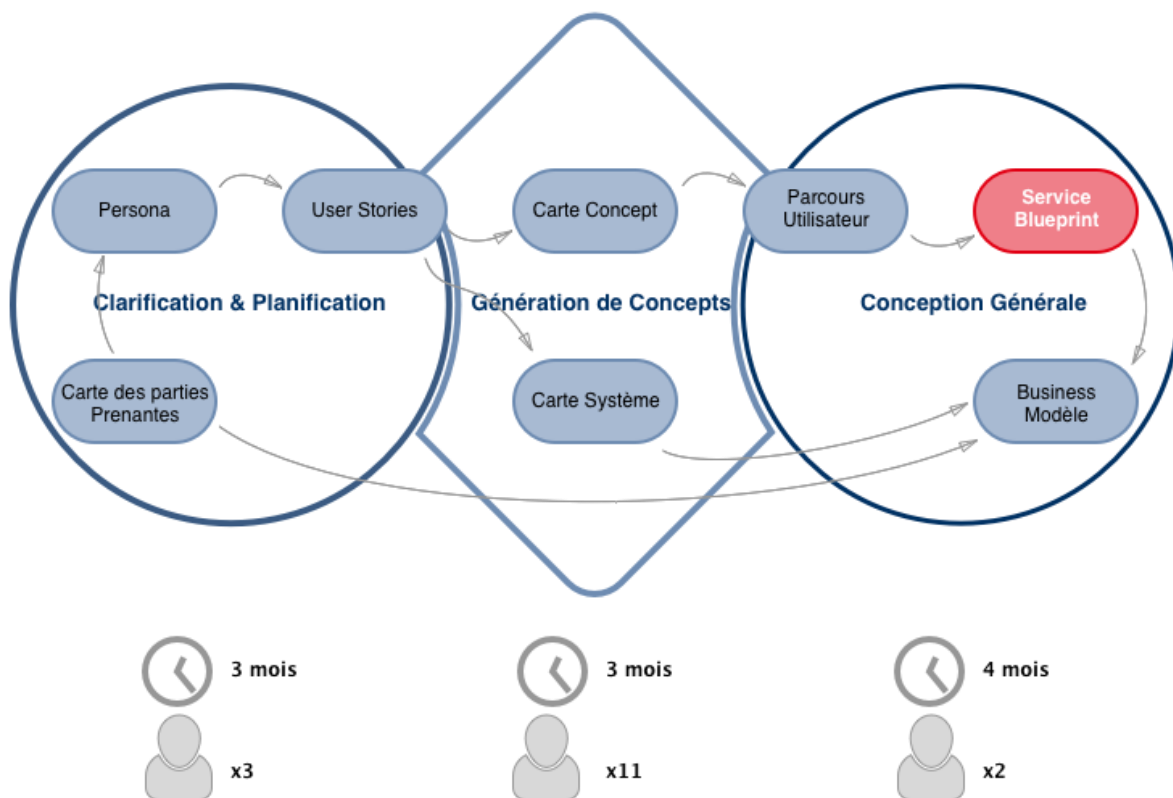 Persona
User Stories
Carte Concept
Parcours
Utilisateur
Service
Blueprint
Clarification & Planification
Génération de Concepts
Conception Générale
Carte des parties
Prenantes
Carte Système
Business
Modèle
3 mois
3 mois
4 mois
x3
x11
x2